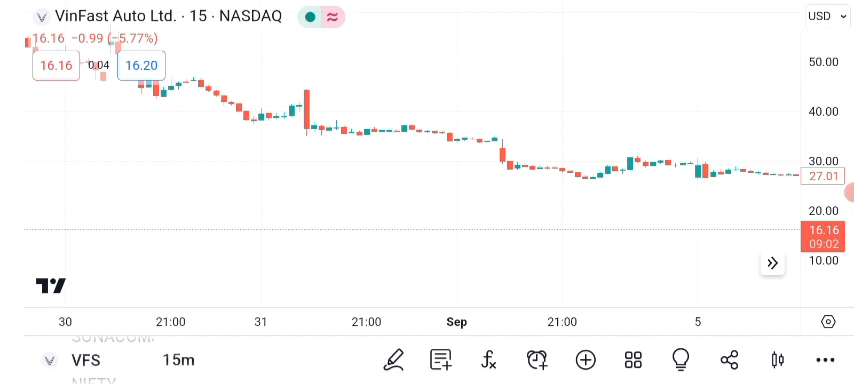 VinFast Auto Ltd. · 15 · NASDAQ
USD
16.16 −0.99 (−5.77%)
16.16 0.04 16.20
50.00
40.00
30.00
27.01
20.00
16.16
09:02
10.00
30 21:00 31 21:00 Sep 21:00 5
VFS 15m
NIFTY